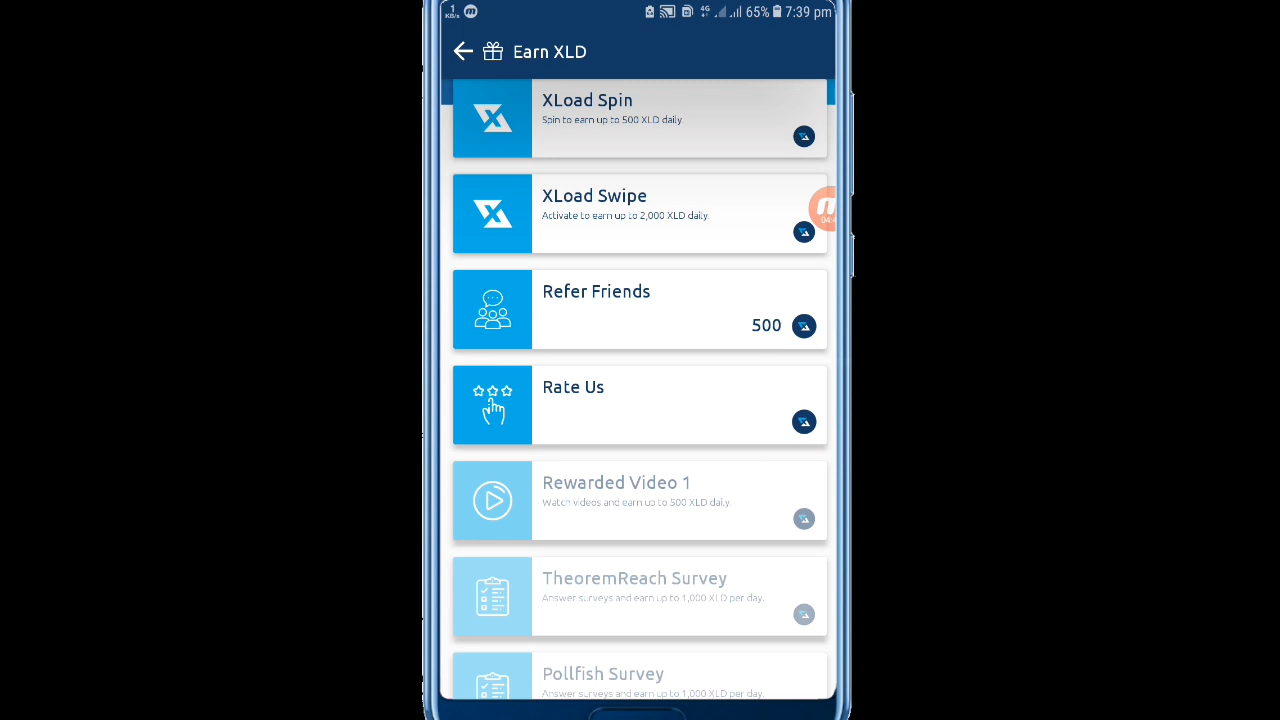 1
KB/s
4G
65%
7:39 pm
Earn XLD
XLoad Spin
Spin to earn up to 500 XLD daily.
XLoad Swipe
Activate to earn up to 2,000 XLD daily.
Refer Friends
500
Rate Us
Rewarded Video 1
Watch videos and earn up to 500 XLD daily.
TheoremReach Survey
Answer surveys and earn up to 1,000 XLD per day.
Pollfish Survey
Answer surveys and earn up to 1,000 XLD per day.